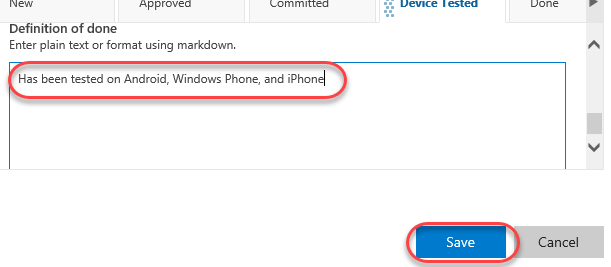 New Approved Committed Device Tested Done
Definition of done
Enter plain text or format using markdown.
Has been tested on Android, Windows Phone, and iPhone
Save Cancel